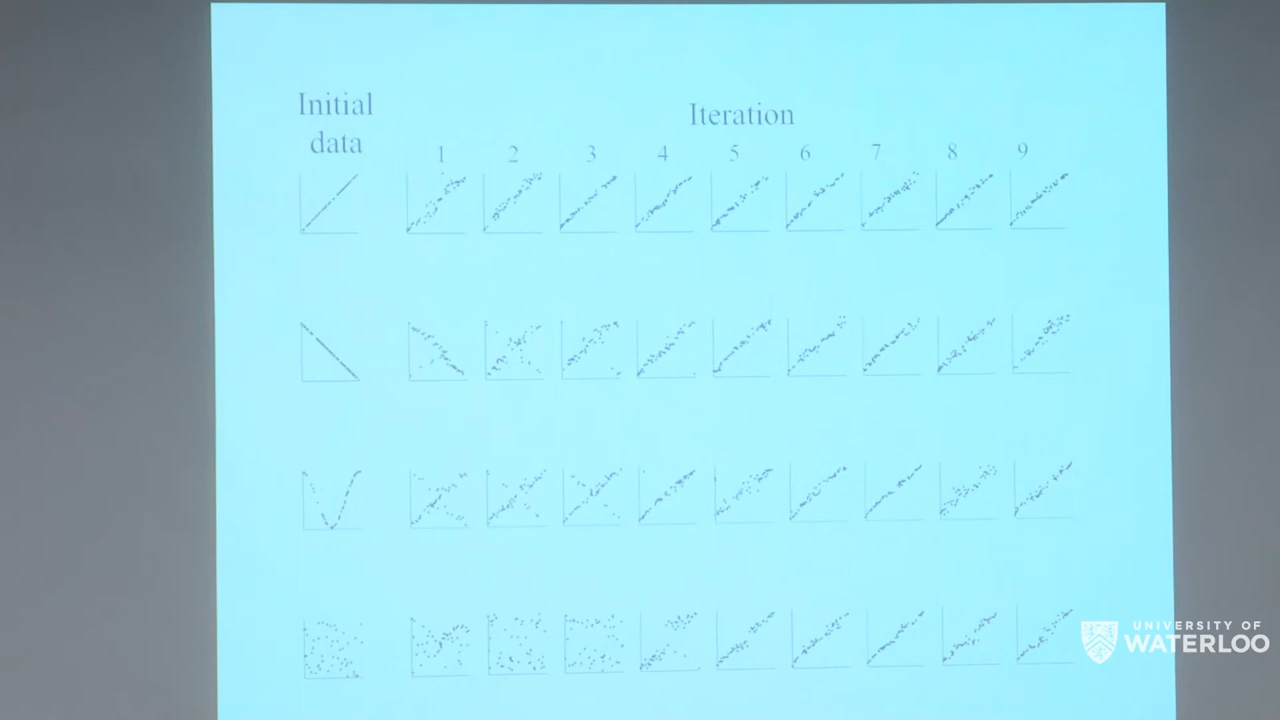 Initial
data
Iteration
1 2 3 4 5 6 7 8 9
UNIVERSITY OF
WATERLOO